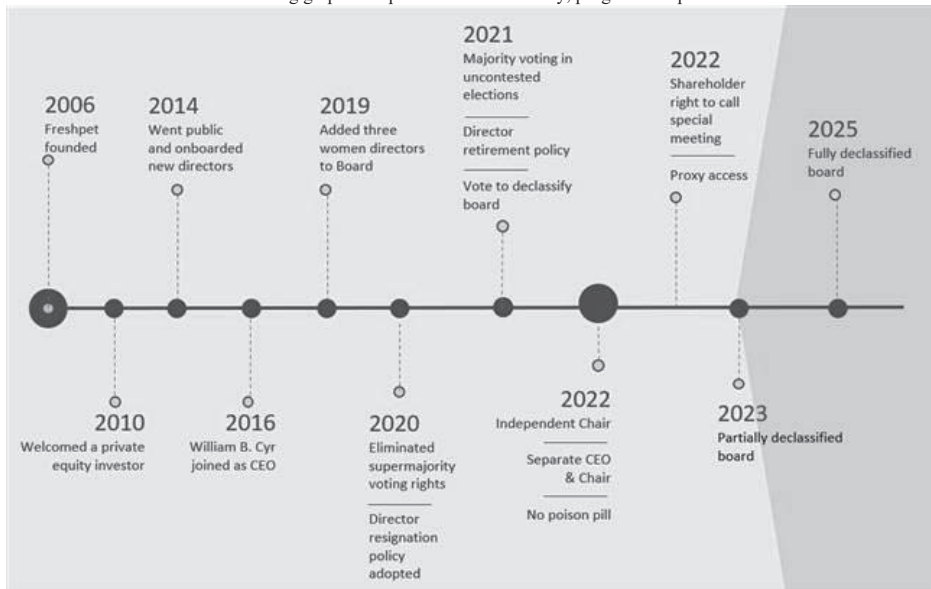 2006
Freshpet
founded
2014
Went public
and onboarded
new directors
2019
Added three
women directors
to Board
2021
Majority voting in
uncontested
elections
Director
retirement policy
Vote to declassify
board
2022
Shareholder
right to call
special
meeting
Proxy access
2025
Fully declassified
board
2010
Welcomed a private
equity investor
2016
William B. Cyr
joined as CEO
2020
Eliminated
supermajority
voting rights
Director
resignation
policy
adopted
2022
Independent Chair
Separate CEO
& Chair
No poison pill
2023
Partially declassified
board